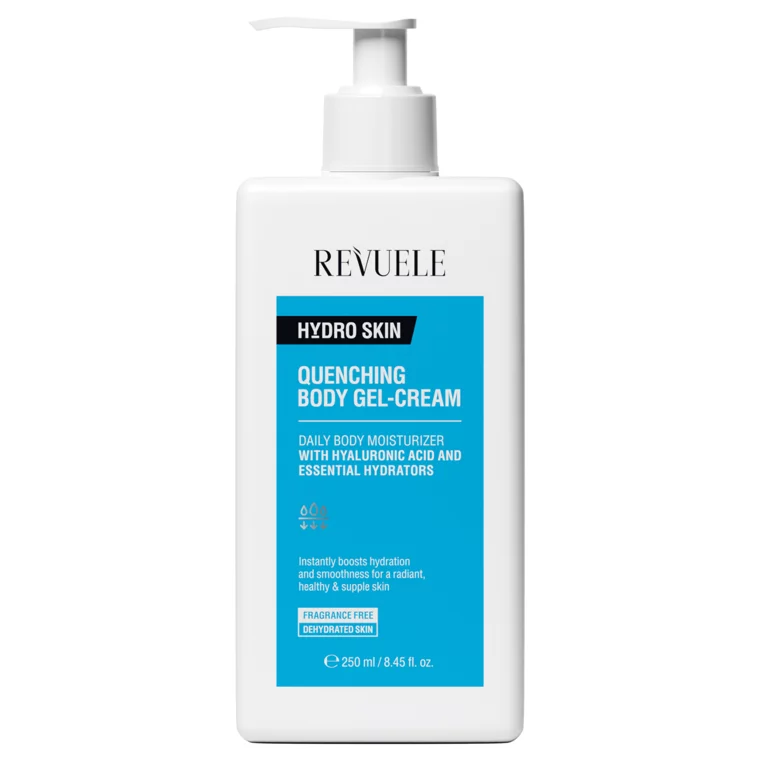 REVUELE
HYDRO SKIN
QUENCHING
BODY GEL-CREAM
DAILY BODY MOISTURIZER
WITH HYALURONIC ACID AND
ESSENTIAL HYDRATORS
Instantly boosts hydration
and smoothness for a radiant,
healthy & supple skin
FRAGRANCE FREE
DEHYDRATED SKIN
℮ 250 ml / 8.45 fl. oz.